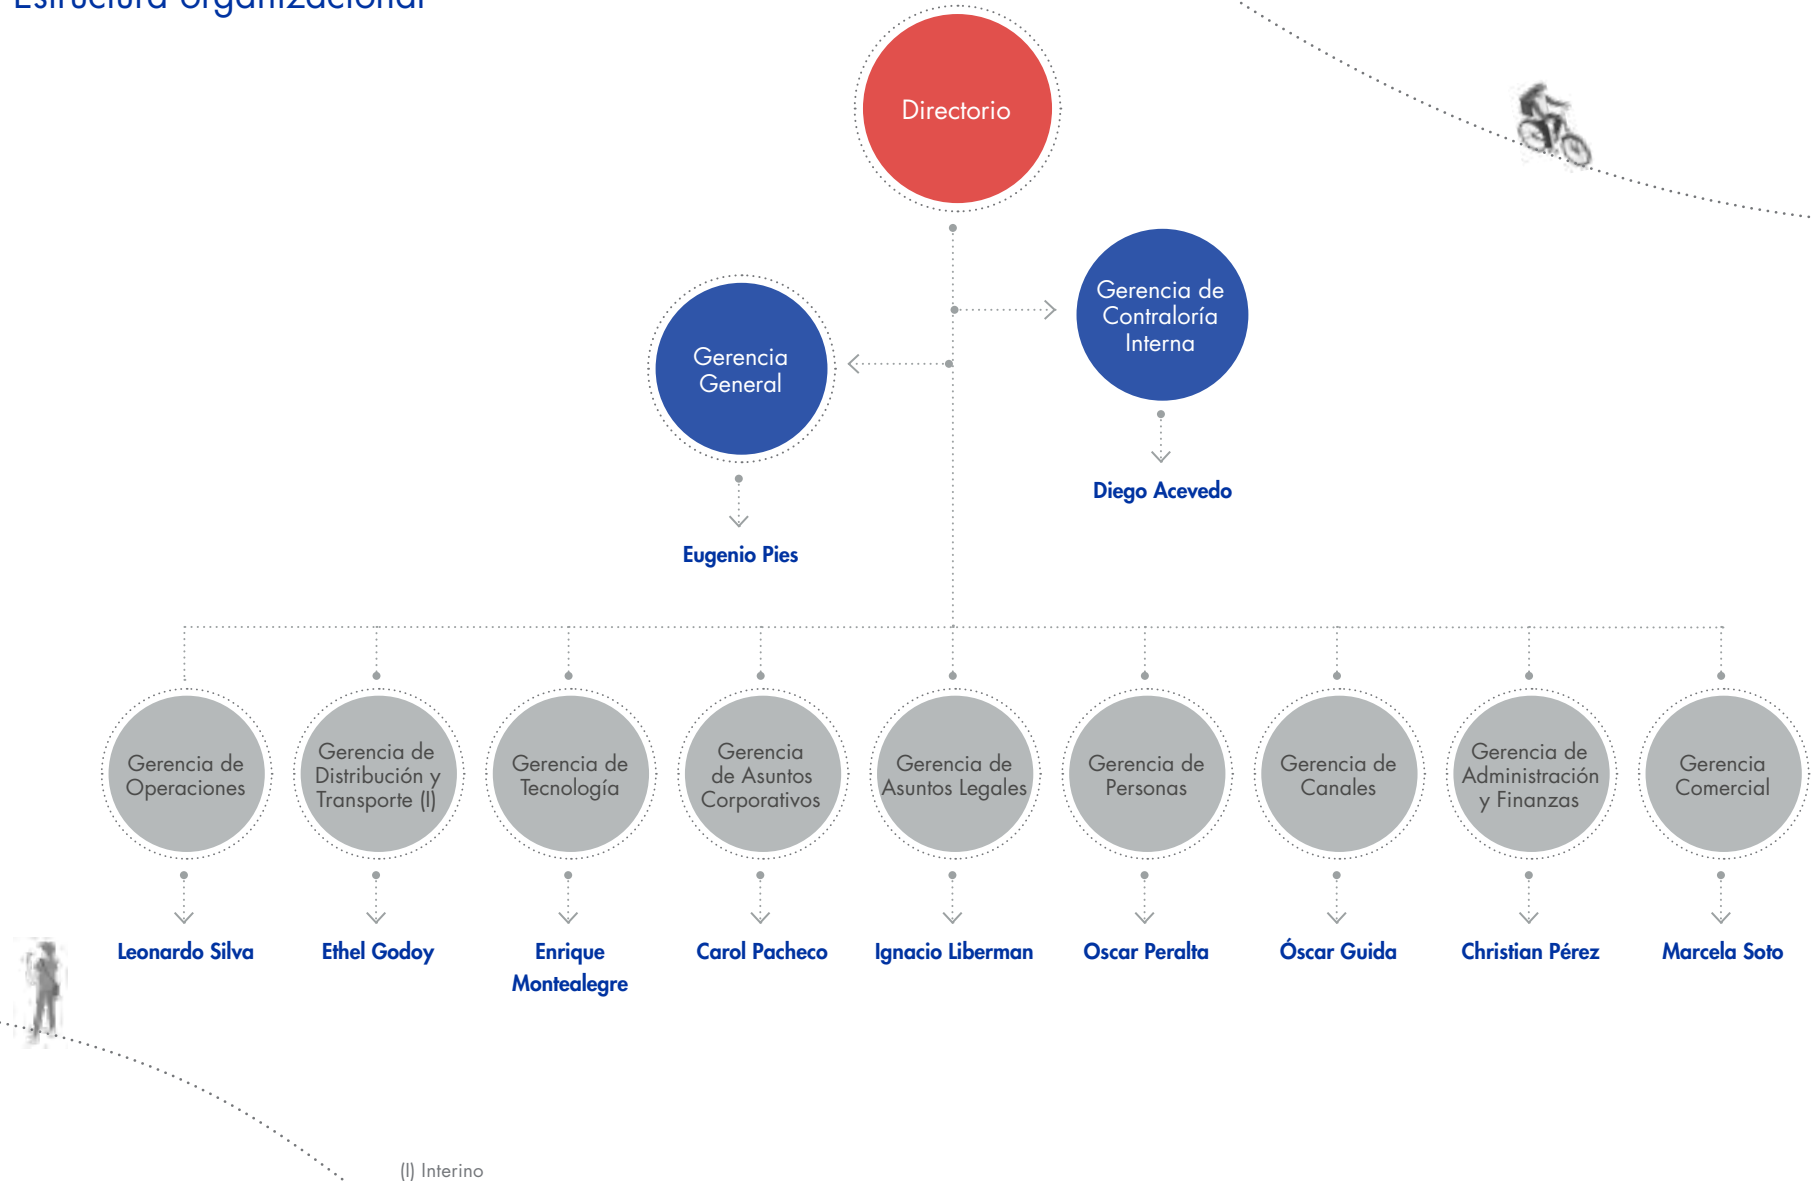 Estructura organizacional
Directorio
Gerencia de
Contraloría
Interna
Gerencia
General
Diego Acevedo
Eugenio Pies
Gerencia de
Operaciones
Gerencia de
Distribución y
Transporte (I)
Gerencia de
Tecnología
Gerencia
de Asuntos
Corporativos
Gerencia de
Asuntos Legales
Gerencia de
Personas
Gerencia de
Canales
Gerencia de
Administración
y Finanzas
Gerencia
Comercial
Leonardo Silva
Ethel Godoy
Enrique
Montealegre
Carol Pacheco
Ignacio Liberman
Oscar Peralta
Óscar Guida
Christian Pérez
Marcela Soto
(I) Interino